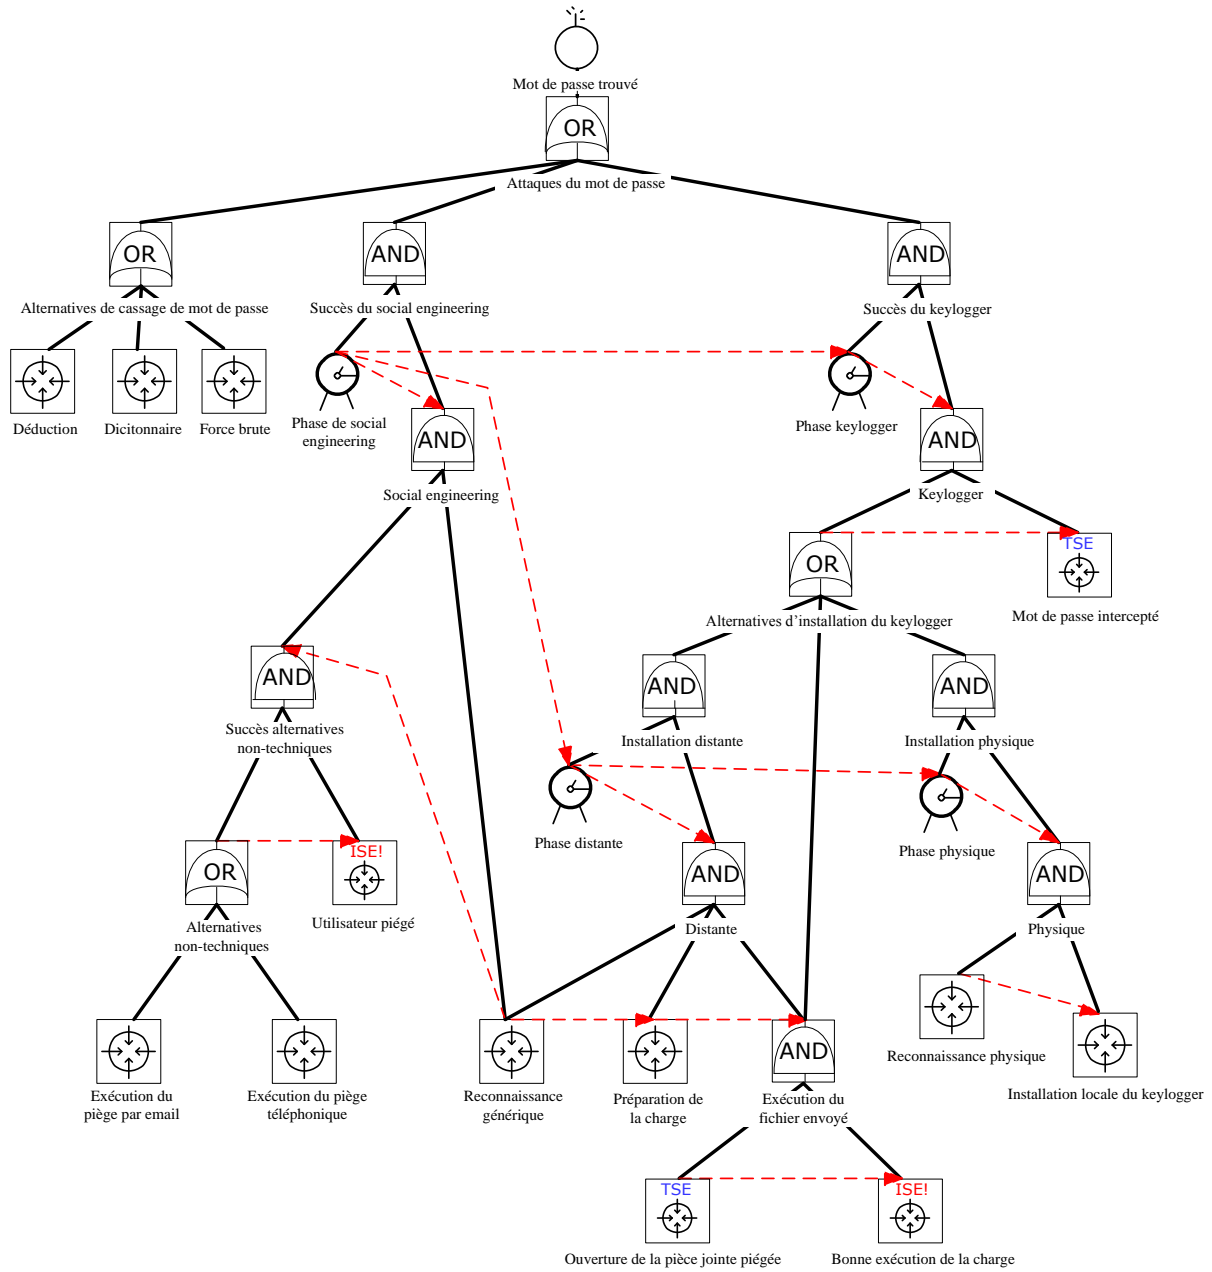 Mot de passe trouvé
OR
Attaques du mot de passe
OR
AND
AND
Alternatives de cassage de mot de passe
Succès du social engineering
Succès du keylogger
Déduction
Dicitonnaire
Force brute
Phase de social
engineering
AND
Phase keylogger
AND
Social engineering
Keylogger
OR
TSE
Alternatives d'installation du keylogger
Mot de passe intercepté
AND
AND
AND
Succès alternatives
non-techniques
Installation distante
Installation physique
Phase distante
Phase physique
OR
ISE!
AND
AND
Alternatives
non-techniques
Utilisateur piégé
Distante
Physique
AND
Reconnaissance physique
Exécution du
piège par email
Exécution du piège
téléphonique
Reconnaissance
générique
Préparation de
la charge
Exécution du
fichier envoyé
Installation locale du keylogger
TSE
ISE!
Ouverture de la pièce jointe piégée
Bonne exécution de la charge